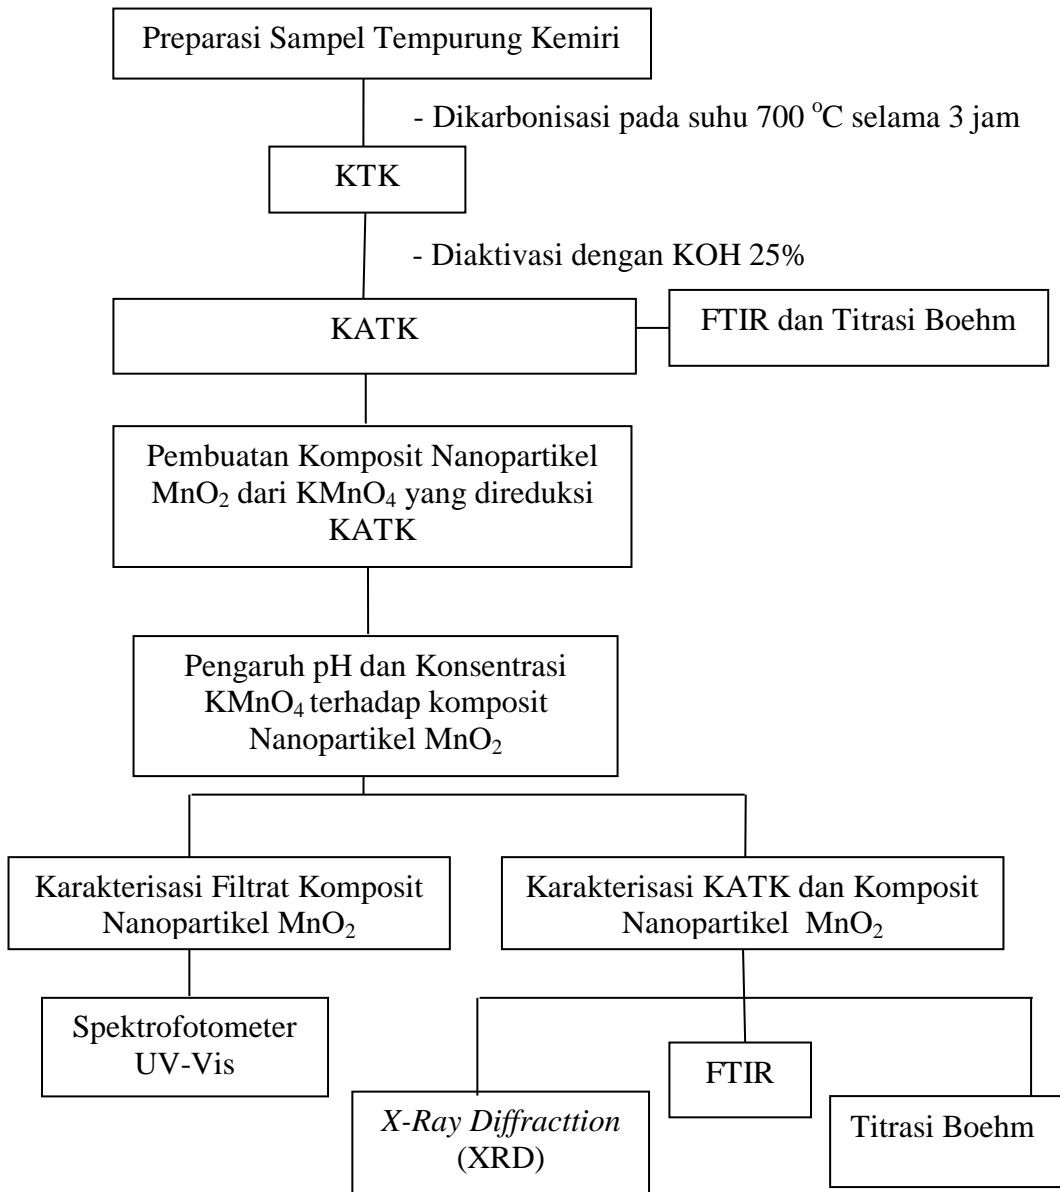 Preparasi Sampel Tempurung Kemiri
- Dikarbonisasi pada suhu 700 °C selama 3 jam
KTK
- Diaktivasi dengan KOH 25%
KATK
FTIR dan Titrasi Boehm
Pembuatan Komposit Nanopartikel
MnO₂ dari KMnO₄ yang direduksi
KATK
Pengaruh pH dan Konsentrasi
KMnO₄ terhadap komposit
Nanopartikel MnO₂
Karakterisasi Filtrat Komposit
Nanopartikel MnO₂
Karakterisasi KATK dan Komposit
Nanopartikel MnO₂
Spektrofotometer
UV-Vis
X-Ray Diffracttion
(XRD)
FTIR
Titrasi Boehm